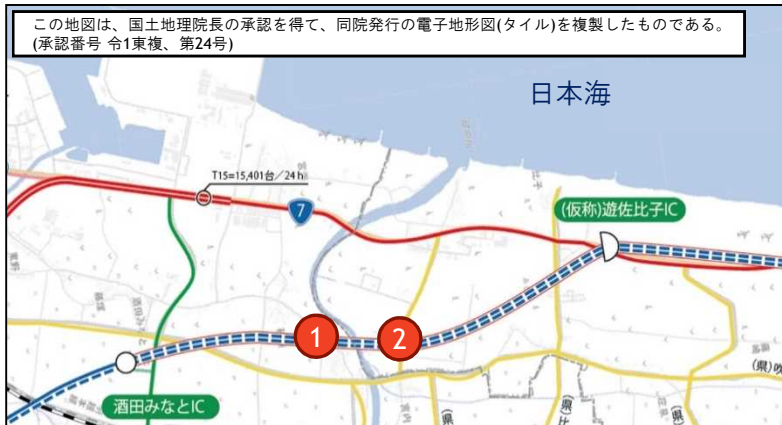 この地図は、国土地理院長の承認を得て、同院発行の電子地形図(タイル)を複製したものである。
(承認番号 令1東複、第24号)
日本海
T15=15,401台/24h
7
(仮称)遊佐比子IC
1
2
酒田みなとIC
(県)吹
(県)
(県)比